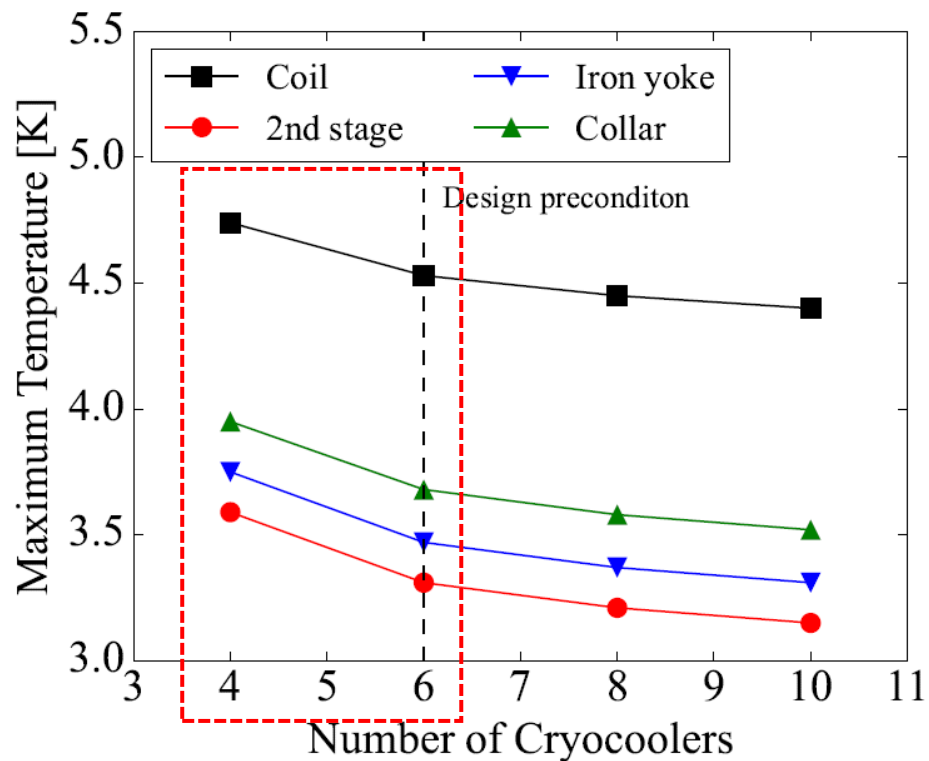 Maximum Temperature [K]
5.5
5.0
4.5
4.0
3.5
3.0
Coil
Iron yoke
2nd stage
Collar
Design preconditon
3 4 5 6 7 8 9 10 11
Number of Cryocoolers